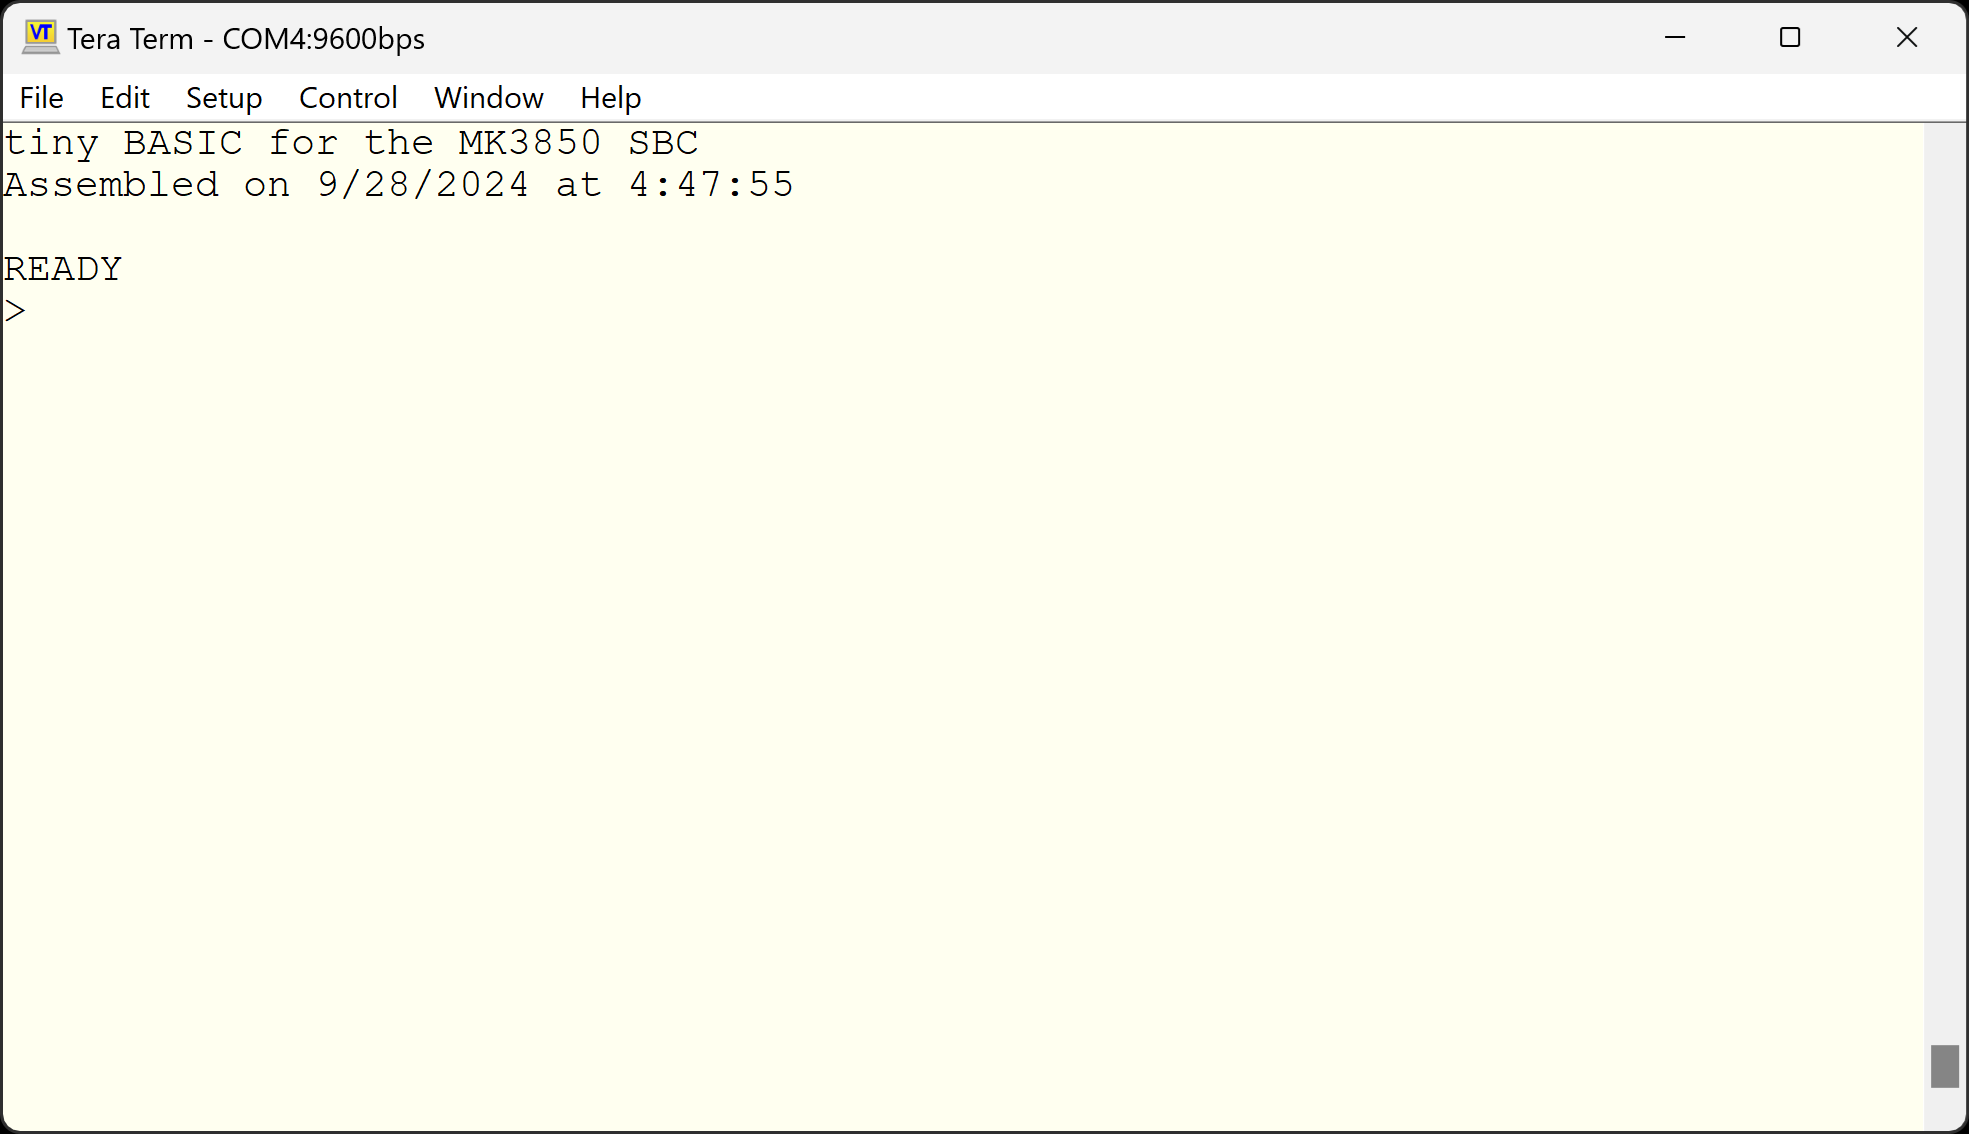 VT Tera Term - COM4:9600bps
File Edit Setup Control Window Help
tiny BASIC for the MK3850 SBC
Assembled on 9/28/2024 at 4:47:55
READY
>